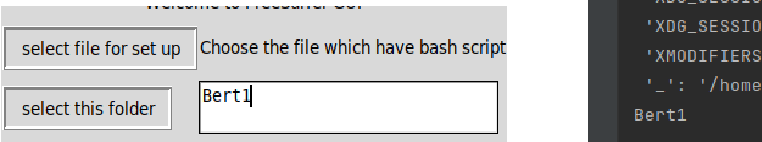 select file for set up
Choose the file which have bash script
select this folder
Bert1
'XDG_SESSIO
'XMODIFIERS
'_': '/home
Bert1